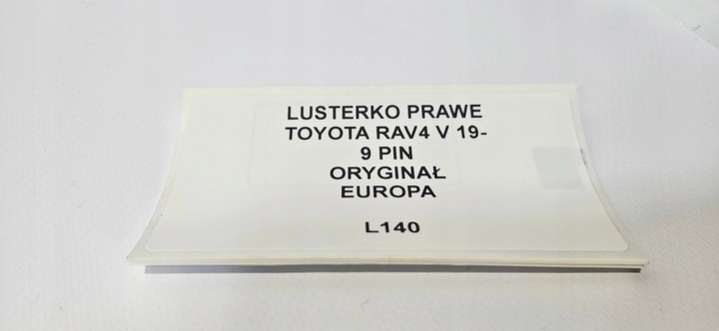 LUSTERKO PRAWE
TOYOTA RAV4 V 19-
9 PIN
ORYGINAŁ
EUROPA
L140